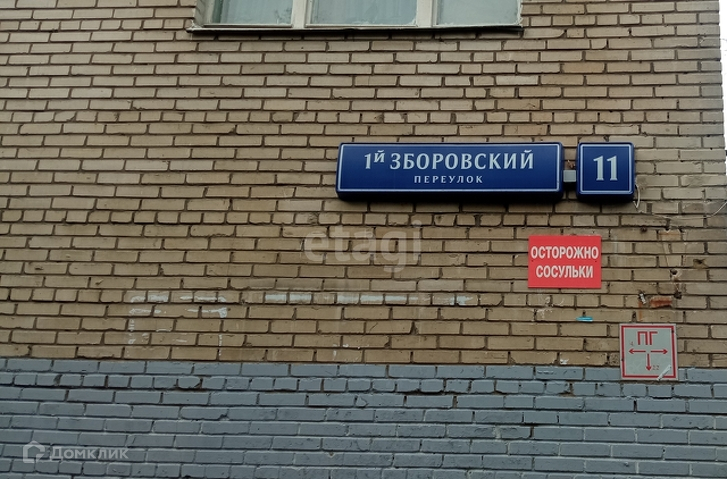 1й ЗБОРОВСКИЙ
ПЕРЕУЛОК
11
etagi
ОСТОРОЖНО
СОСУЛЬКИ
ПГ
Домклик